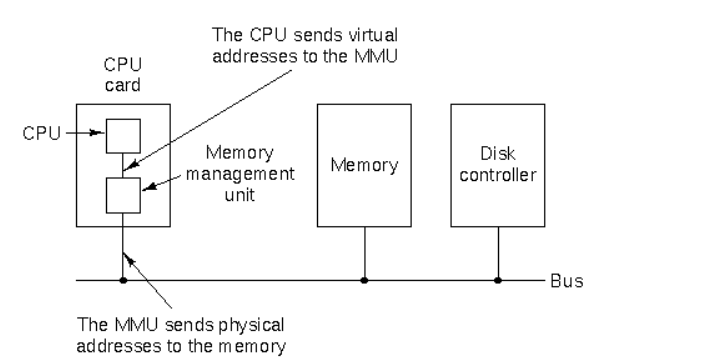 The CPU sends virtual
addresses to the MMU
CPU
card
CPU
Memory
management
unit
Memory
Disk
controller
Bus
The MMU sends physical
addresses to the memory